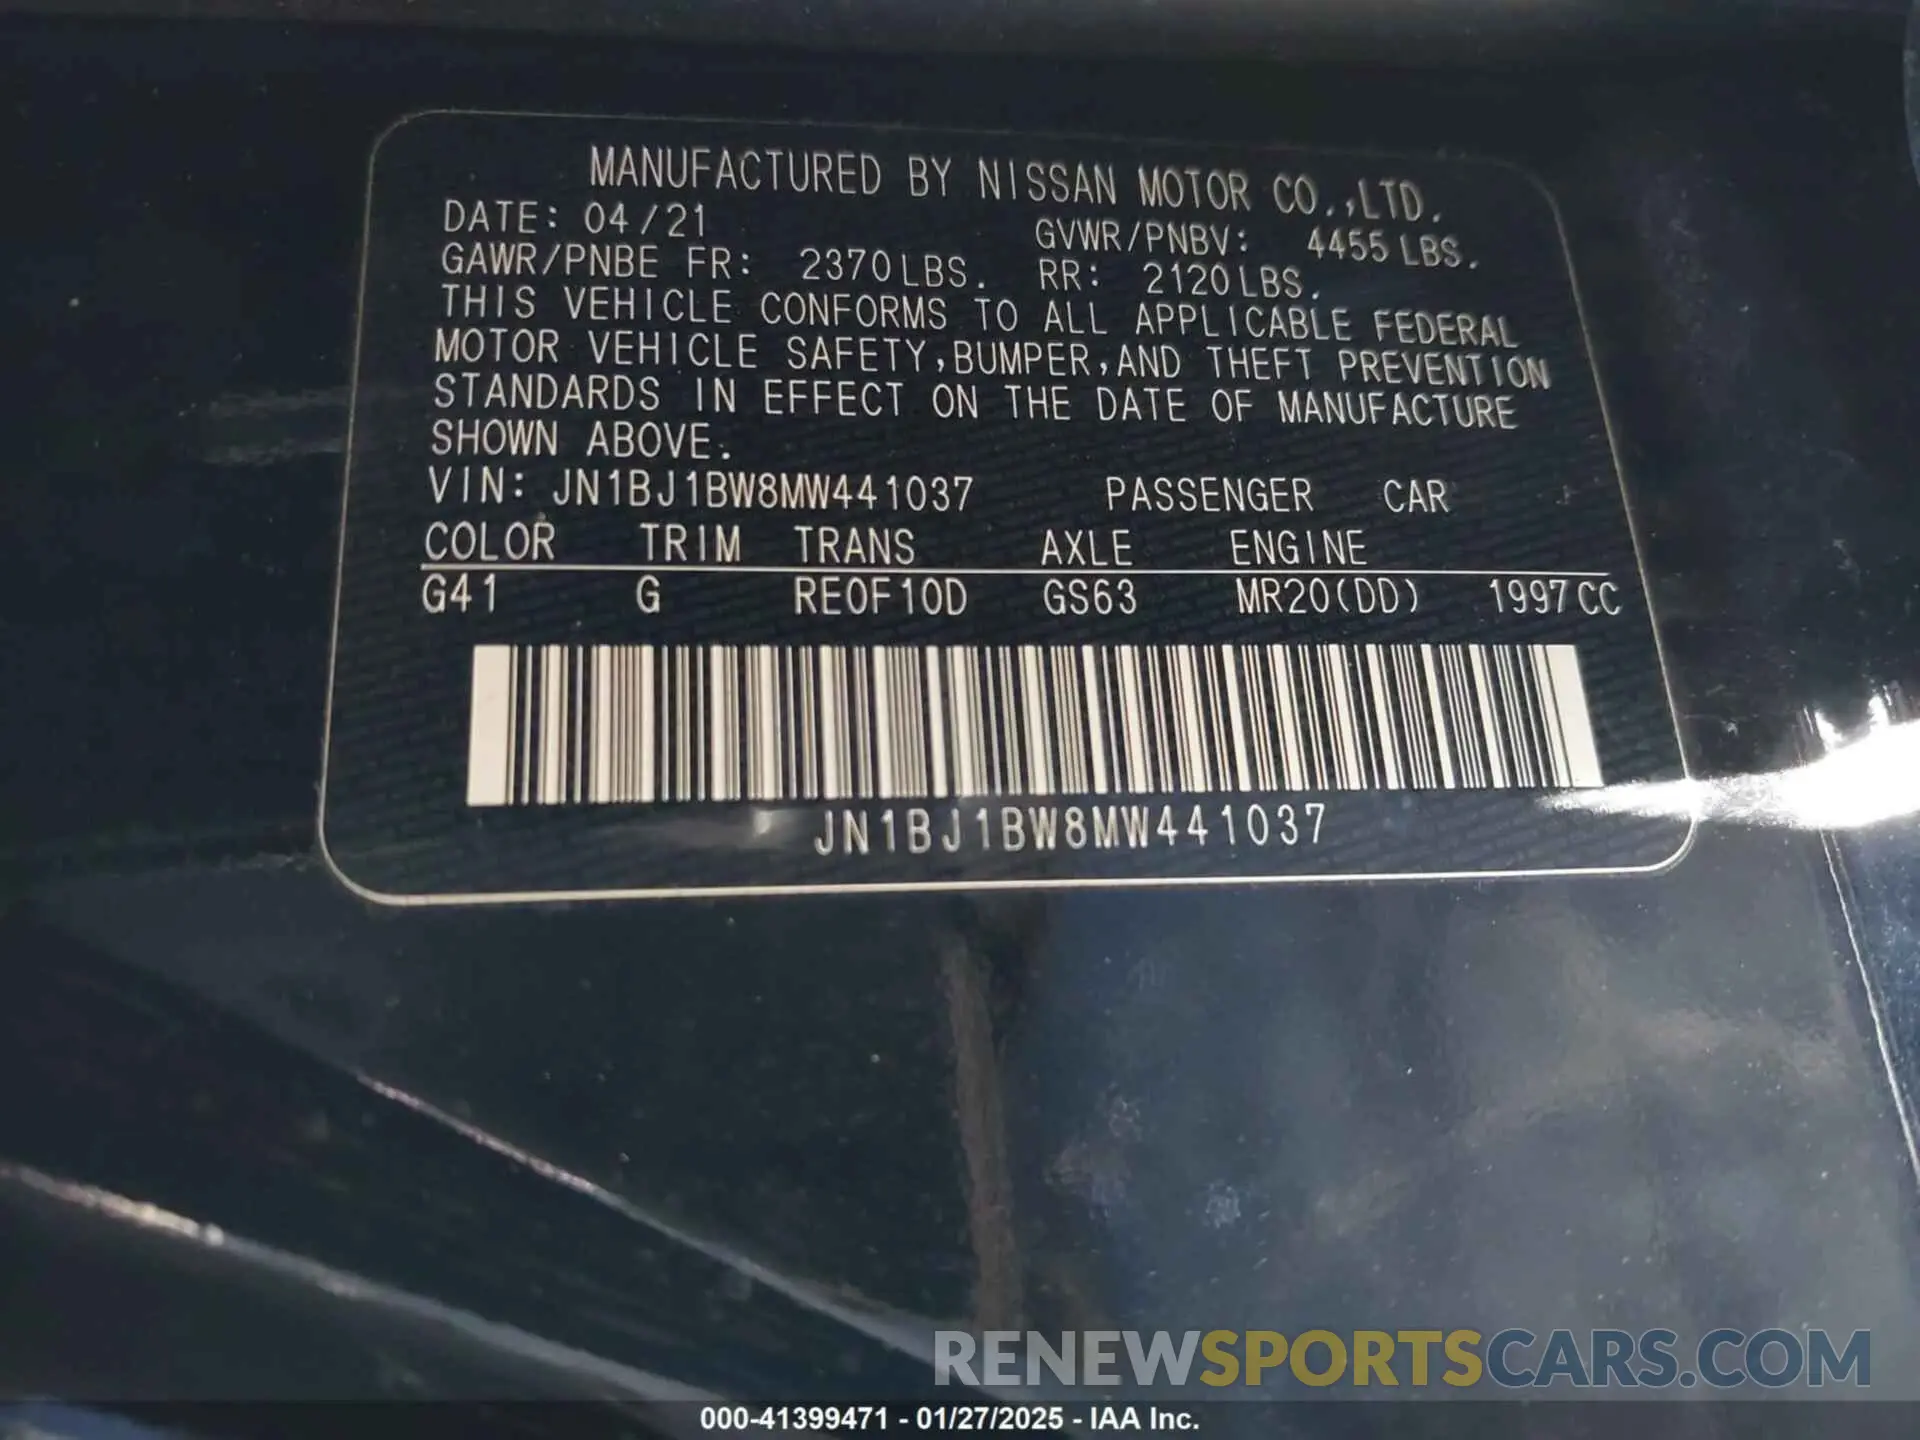 MANUFACTURED BY NISSAN MOTOR CO.,LTD.
DATE: 04/21 GVWR/PNBV: 4455 LBS.
GAWR/PNBE FR: 2370 LBS. RR: 2120 LBS.
THIS VEHICLE CONFORMS TO ALL APPLICABLE FEDERAL
MOTOR VEHICLE SAFETY, BUMPER, AND THEFT PREVENTION
STANDARDS IN EFFECT ON THE DATE OF MANUFACTURE
SHOWN ABOVE.
VIN: JN1BJ1BW8MW441037 PASSENGER CAR
COLOR TRIM TRANS AXLE ENGINE
G41 G RE0F10D GS63 MR20(DD) 1997 CC
JN1BJ1BW8MW441037
RENEWSPORTSCARS.COM
000-41399471 - 01/27/2025 - IAA Inc.